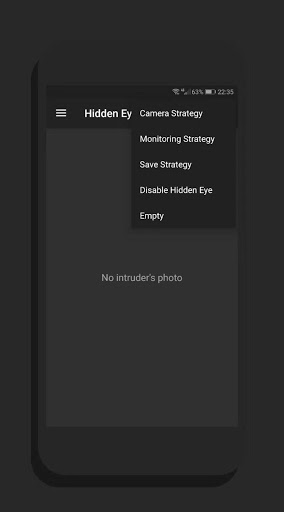 63% 22:35
Hidden Ey
Camera Strategy
Monitoring Strategy
Save Strategy
Disable Hidden Eye
Empty
No intruder's photo